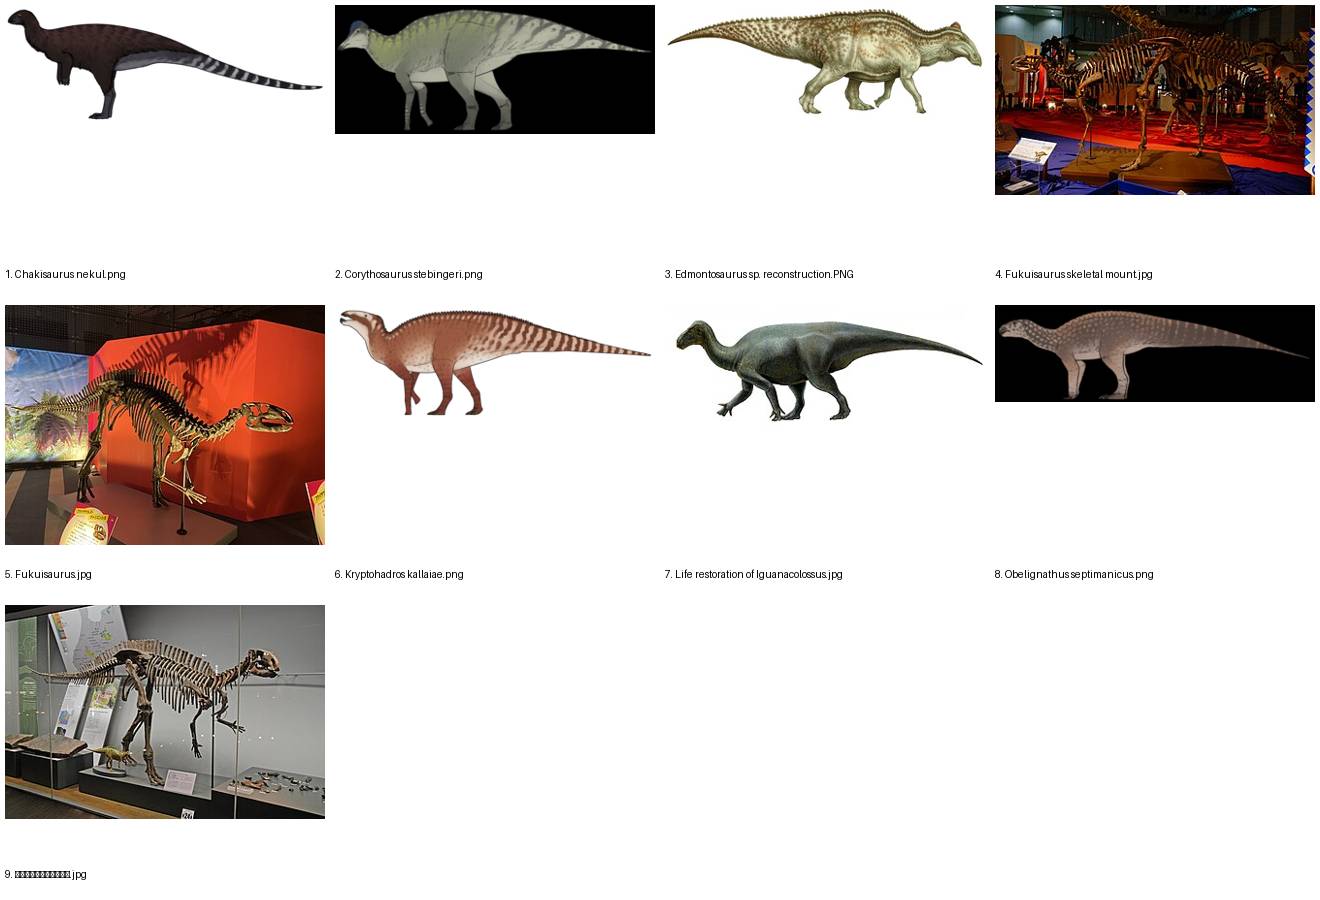 1. Chakisaurus nekul.png
2. Corythosaurus stebingeri.png
3. Edmontosaurus sp. reconstruction.PNG
4. Fukuisaurus skeletal mount.jpg
5. Fukuisaurus.jpg
6. Kryptohadros kallaiae.png
7. Life restoration of Iguanacolossus.jpg
8. Obelignathus septimanicus.png
9. .jpg